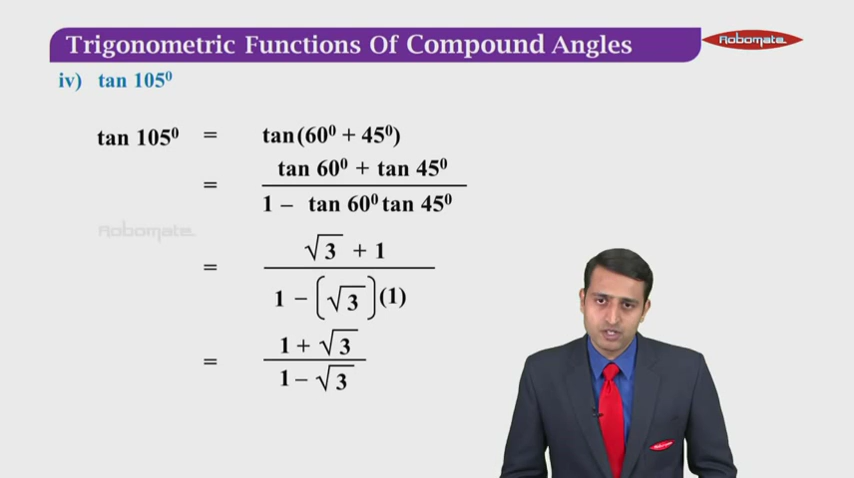 Trigonometric Functions Of Compound Angles
Robomate
iv) tan 105⁰
tan 105⁰ = tan(60⁰ + 45⁰)
= tan 60⁰ + tan 45⁰
1 – tan 60⁰ tan 45⁰
Robomate
= √3 + 1
1 – (√3)(1)
= 1 + √3
1 – √3